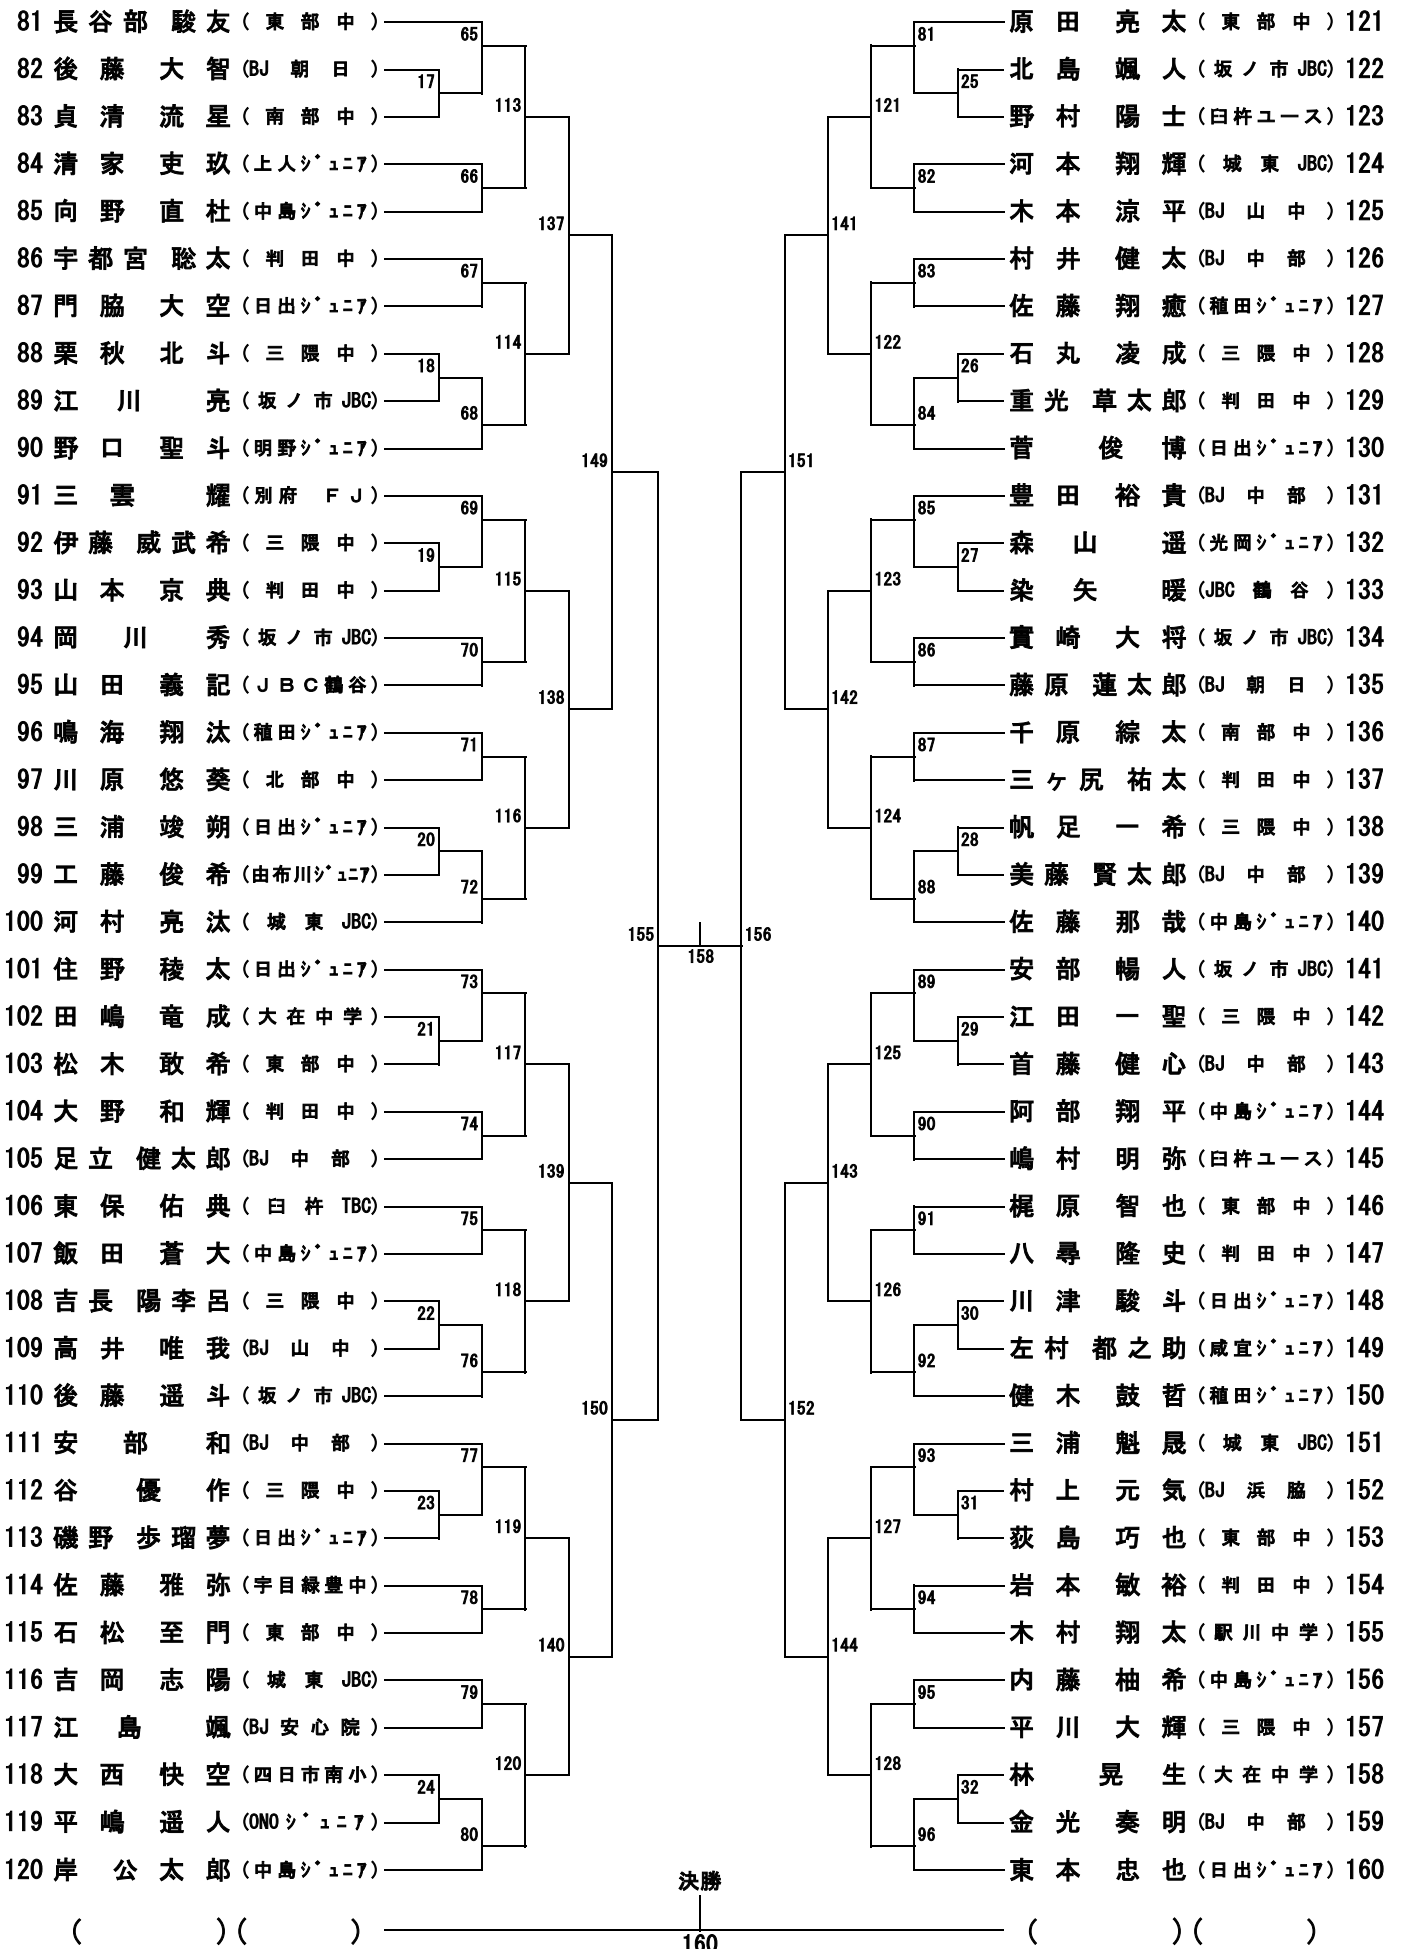 81 長谷部 駿友 (東部中)
82 後藤 大智 (BJ 朝日)
83 貞清 流星 (南部中)
84 清家 吏玖 (上人ｼﾞｭﾆｱ)
85 向野 直杜 (中島ｼﾞｭﾆｱ)
86 宇都宮 聡太 (判田中)
87 門脇 大空 (日出ｼﾞｭﾆｱ)
88 栗秋 北斗 (三隈中)
89 江川 亮 (坂ノ市JBC)
90 野口 聖斗 (明野ｼﾞｭﾆｱ)
91 三雲 耀 (別府 ＦＪ)
92 伊藤 威武希 (三隈中)
93 山本 京典 (判田中)
94 岡川 秀 (坂ノ市JBC)
95 山田 義記 (ＪＢＣ鶴谷)
96 鳴海 翔汰 (稙田ｼﾞｭﾆｱ)
97 川原 悠葵 (北部中)
98 三浦 竣朔 (日出ｼﾞｭﾆｱ)
99 工藤 俊希 (由布川ｼﾞｭﾆｱ)
100 河村 亮汰 (城東 JBC)
101 住野 稜太 (日出ｼﾞｭﾆｱ)
102 田嶋 竜成 (大在中学)
103 松木 敢希 (東部中)
104 大野 和輝 (判田中)
105 足立 健太郎 (BJ 中部)
106 東保 佑典 (臼杵 TBC)
107 飯田 蒼大 (中島ｼﾞｭﾆｱ)
108 吉長 陽李呂 (三隈中)
109 高井 唯我 (BJ 山中)
110 後藤 遥斗 (坂ノ市JBC)
111 安部 和 (BJ 中部)
112 谷 優作 (三隈中)
113 磯野 歩瑠夢 (日出ｼﾞｭﾆｱ)
114 佐藤 雅弥 (宇目緑豊中)
115 石松 至門 (東部中)
116 吉岡 志陽 (城東 JBC)
117 江島 颯 (BJ 安心院)
118 大西 快空 (四日市南小)
119 平嶋 遥人 (ONO ｼﾞｭﾆｱ)
120 岸 公太郎 (中島ｼﾞｭﾆｱ)
( ) ( )
65
17
113
66
137
67
114
18
68
149
69
19
115
70
138
71
116
20
72
155
73
21
117
74
139
75
118
22
76
150
77
23
119
78
140
79
120
24
80
158
決勝
160
81
25
121
82
141
83
122
26
84
151
85
27
123
86
142
87
124
28
88
156
89
29
125
90
143
91
126
30
92
152
93
31
127
94
144
95
128
32
96
原田 亮太 (東部中) 121
北島 颯人 (坂ノ市JBC) 122
野村 陽士 (臼杵ユース) 123
河本 翔輝 (城東 JBC) 124
木本 涼平 (BJ 山中) 125
村井 健太 (BJ 中部) 126
佐藤 翔癒 (稙田ｼﾞｭﾆｱ) 127
石丸 凌成 (三隈中) 128
重光 草太郎 (判田中) 129
菅 俊博 (日出ｼﾞｭﾆｱ) 130
豊田 裕貴 (BJ 中部) 131
森山 遥 (光岡ｼﾞｭﾆｱ) 132
染矢 暖 (JBC 鶴谷) 133
實崎 大将 (坂ノ市JBC) 134
藤原 蓮太郎 (BJ 朝日) 135
千原 綜太 (南部中) 136
三ヶ尻 祐太 (判田中) 137
帆足 一希 (三隈中) 138
美藤 賢太郎 (BJ 中部) 139
佐藤 那哉 (中島ｼﾞｭﾆｱ) 140
安部 暢人 (坂ノ市JBC) 141
江田 一聖 (三隈中) 142
首藤 健心 (BJ 中部) 143
阿部 翔平 (中島ｼﾞｭﾆｱ) 144
嶋村 明弥 (臼杵ユース) 145
梶原 智也 (東部中) 146
八尋 隆史 (判田中) 147
川津 駿斗 (日出ｼﾞｭﾆｱ) 148
左村 都之助 (咸宜ｼﾞｭﾆｱ) 149
健木 鼓哲 (稙田ｼﾞｭﾆｱ) 150
三浦 魁晟 (城東 JBC) 151
村上 元気 (BJ 浜脇) 152
荻島 巧也 (東部中) 153
岩本 敏裕 (判田中) 154
木村 翔太 (駅川中学) 155
内藤 柚希 (中島ｼﾞｭﾆｱ) 156
平川 大輝 (三隈中) 157
林 晃生 (大在中学) 158
金光 奏明 (BJ 中部) 159
東本 忠也 (日出ｼﾞｭﾆｱ) 160
( ) ( )